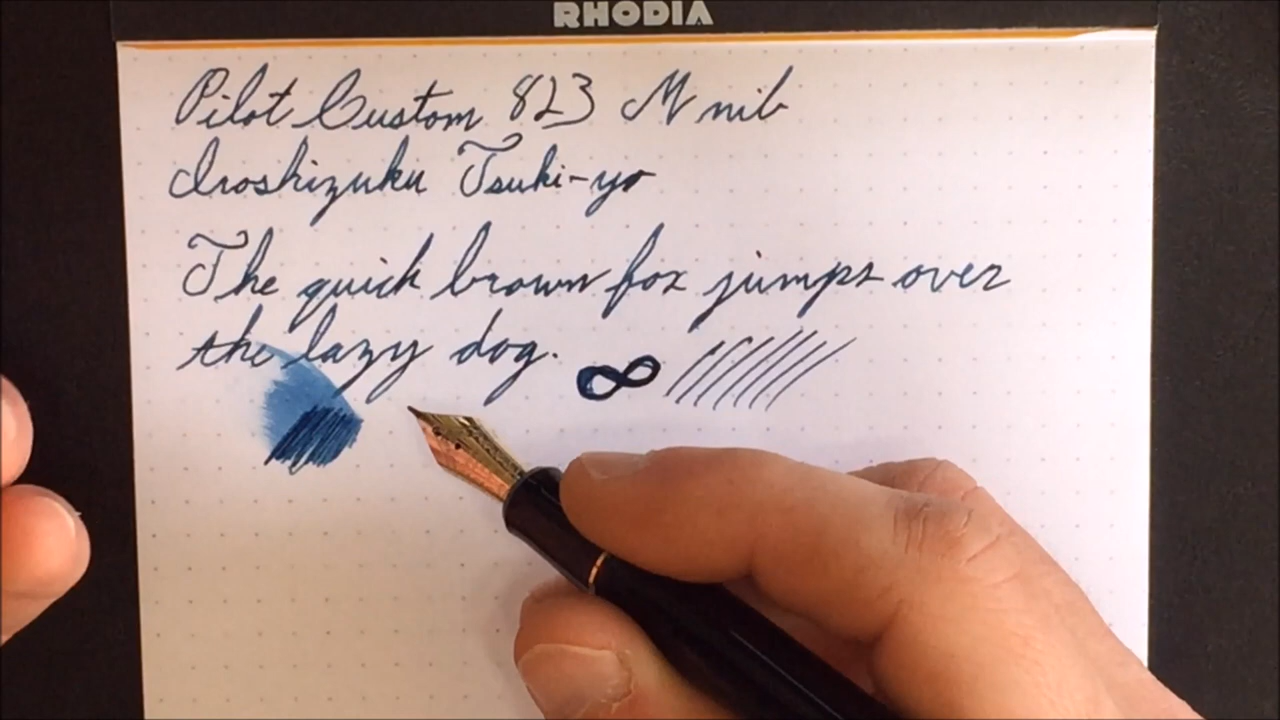 RHODIA
Pilot Custom 823 M nib
Iroshizuku Tsuki-yo
The quick brown fox jumps over
the lazy dog.